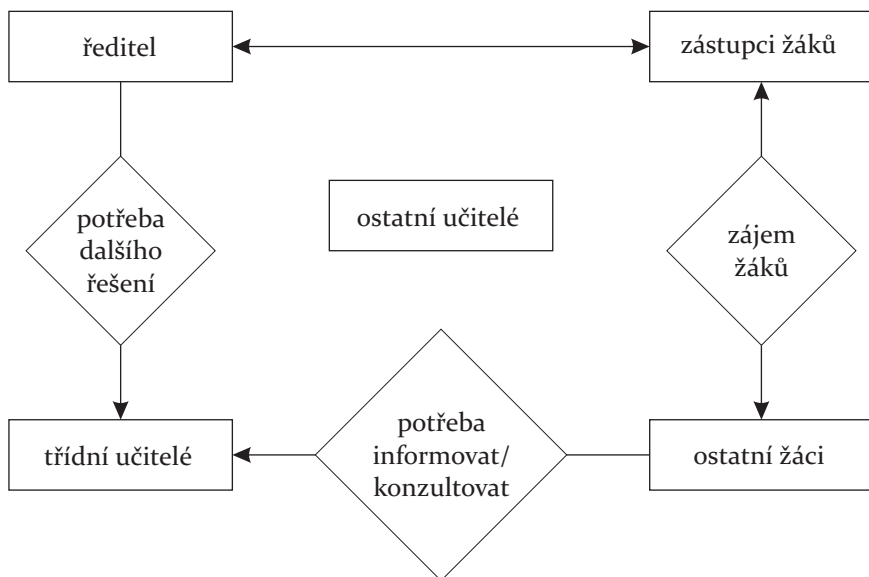 ředitel
zástupci žáků
ostatní učitelé
potřeba
dalšího
řešení
zájem
žáků
třídní učitelé
potřeba
informovat/
konzultovat
ostatní žáci